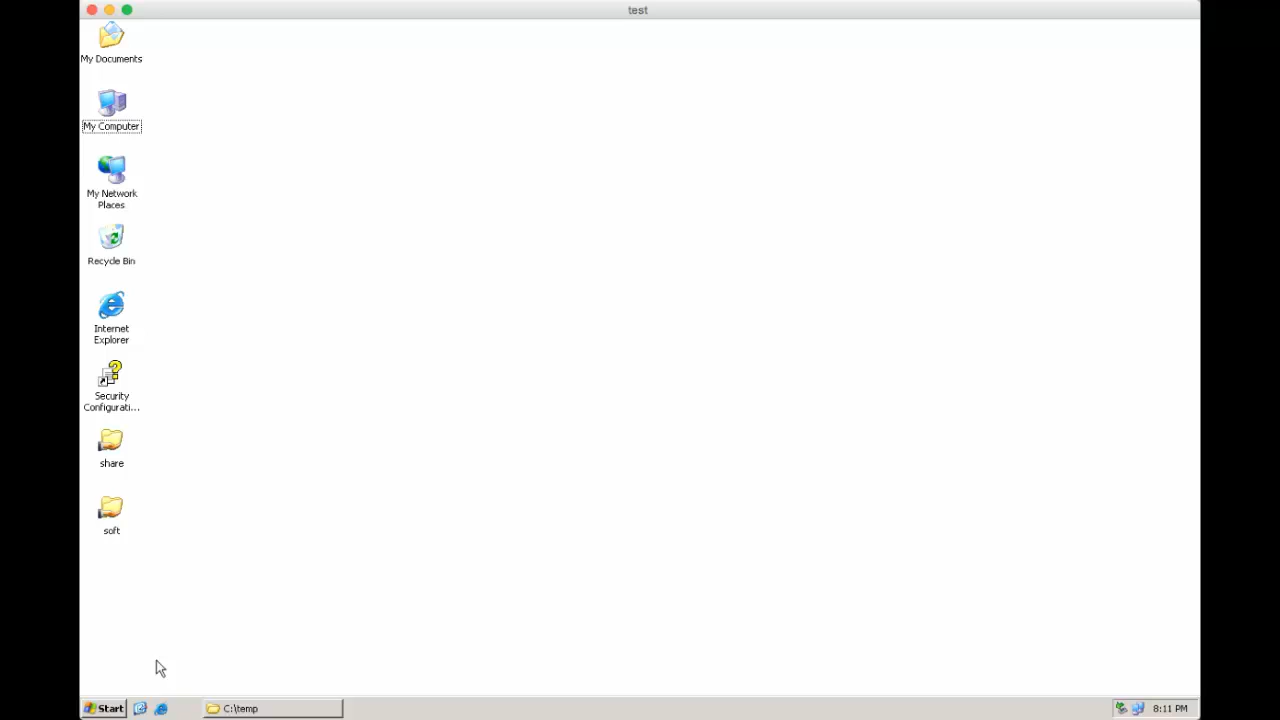 test
My Documents
My Computer
My Network
Places
Recycle Bin
Internet
Explorer
Security
Configurati...
share
soft
Start
C:\temp
8:11 PM